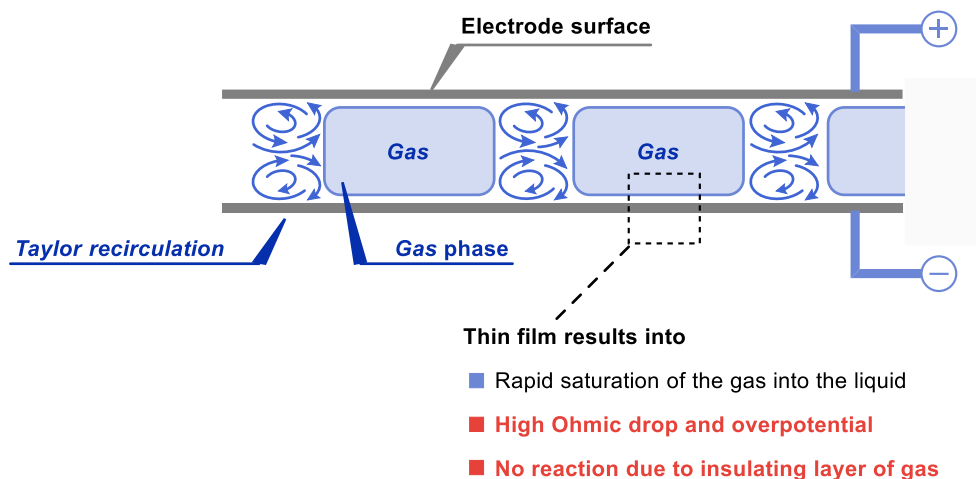 Electrode surface
+
Gas
Gas
Taylor recirculation
Gas phase
−
Thin film results into
Rapid saturation of the gas into the liquid
High Ohmic drop and overpotential
No reaction due to insulating layer of gas